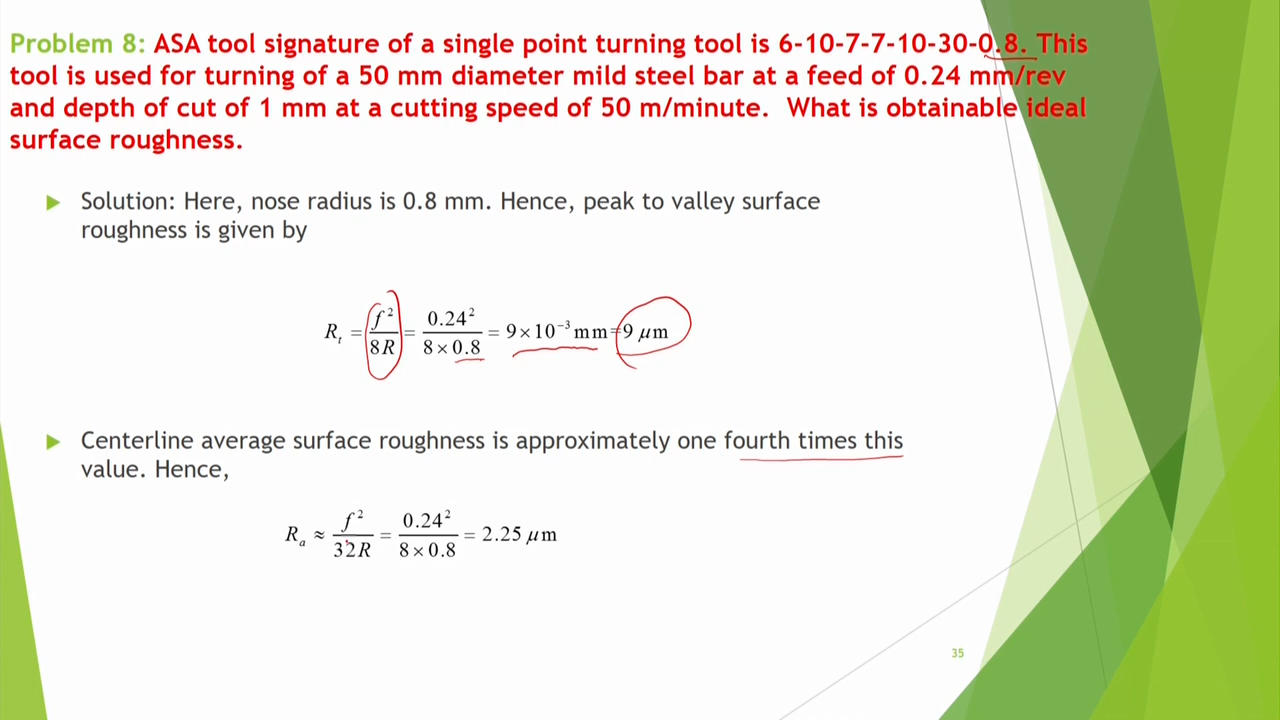 Problem 8: ASA tool signature of a single point turning tool is 6-10-7-7-10-30-0.8. This
tool is used for turning of a 50 mm diameter mild steel bar at a feed of 0.24 mm/rev
and depth of cut of 1 mm at a cutting speed of 50 m/minute.  What is obtainable ideal
surface roughness.
Solution: Here, nose radius is 0.8 mm. Hence, peak to valley surface
roughness is given by
R_t = f^2/8R = 0.24^2/8 × 0.8 = 9 × 10^-3 mm=9 μm
Centerline average surface roughness is approximately one fourth times this
value. Hence,
R_a ≈ f^2/32R = 0.24^2/8 × 0.8 = 2.25 μm
35